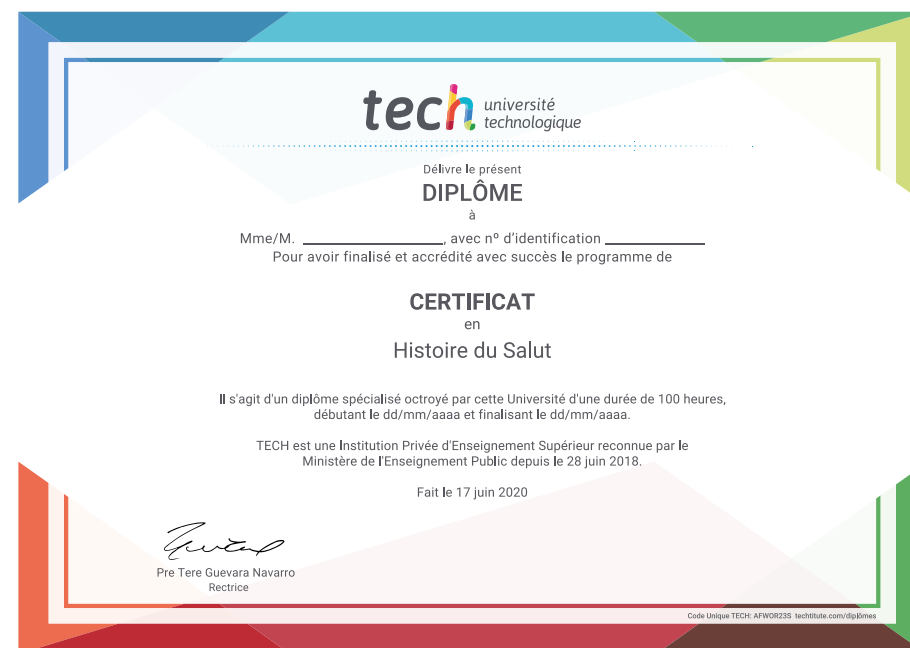 tech université
technologique
Délivre le présent
DIPLÔME
à
Mme/M. ____________________, avec nº d’identification ______________
Pour avoir finalisé et accrédité avec succès le programme de
CERTIFICAT
en
Histoire du Salut
Il s'agit d'un diplôme spécialisé octroyé par cette Université d'une durée de 100 heures,
débutant le dd/mm/aaaa et finalisant le dd/mm/aaaa.
TECH est une Institution Privée d'Enseignement Supérieur reconnue par le
Ministère de l'Enseignement Public depuis le 28 juin 2018.
Fait le 17 juin 2020
Pre Tere Guevara Navarro
Rectrice
Code Unique TECH: AFWOR23S techtitute.com/diplômes